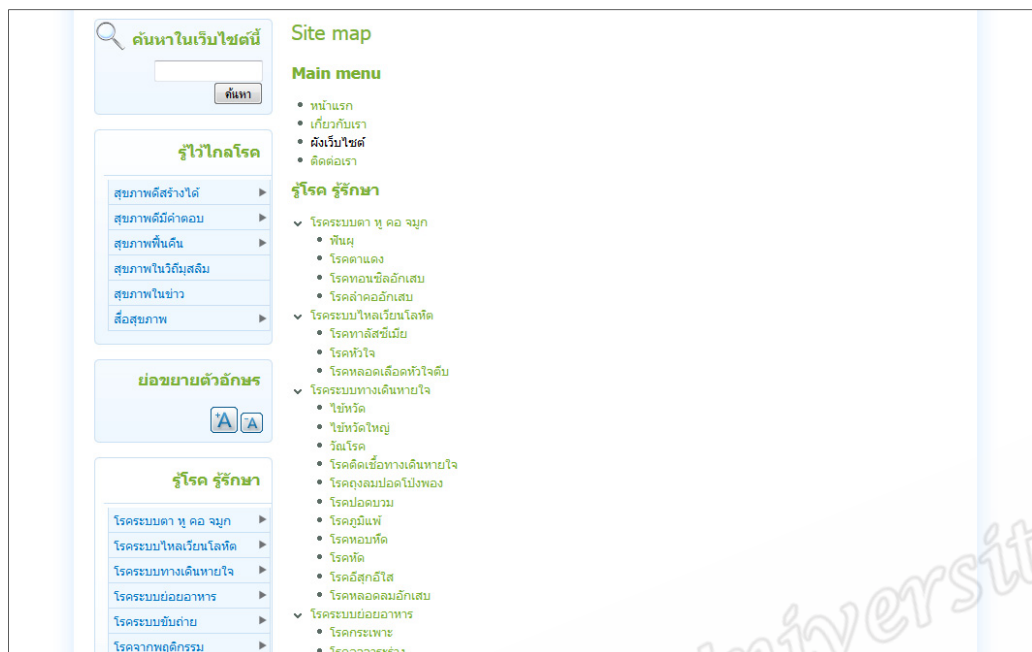 ค้นหาในเว็บไซต์นี้
ค้นหา
รู้ไว้ไกลโรค
สุขภาพดีสร้างได้
สุขภาพดีมีคำตอบ
สุขภาพฟื้นคืน
สุขภาพในวิถีมุสลิม
สุขภาพในข่าว
สื่อสุขภาพ
ย่อขยายตัวอักษร
+A -A
รู้โรค รู้รักษา
โรคระบบตา หู คอ จมูก
โรคระบบไหลเวียนโลหิต
โรคระบบทางเดินหายใจ
โรคระบบย่อยอาหาร
โรคระบบขับถ่าย
โรคจากพฤติกรรม
Site map
Main menu
หน้าแรก
เกี่ยวกับเรา
ผังเว็บไซต์
ติดต่อเรา
รู้โรค รู้รักษา
โรคระบบตา หู คอ จมูก
ฟันผุ
โรคตาแดง
โรคทอนซิลอักเสบ
โรคลำคออักเสบ
โรคระบบไหลเวียนโลหิต
โรคทาลัสซีเมีย
โรคหัวใจ
โรคหลอดเลือดหัวใจตีบ
โรคระบบทางเดินหายใจ
ไข้หวัด
ไข้หวัดใหญ่
วัณโรค
โรคติดเชื้อทางเดินหายใจ
โรคถุงลมปอดโป่งพอง
โรคปอดบวม
โรคภูมิแพ้
โรคหอบหืด
โรคหัด
โรคอีสุกอีใส
โรคหลอดลมอักเสบ
โรคระบบย่อยอาหาร
โรคกระเพาะ